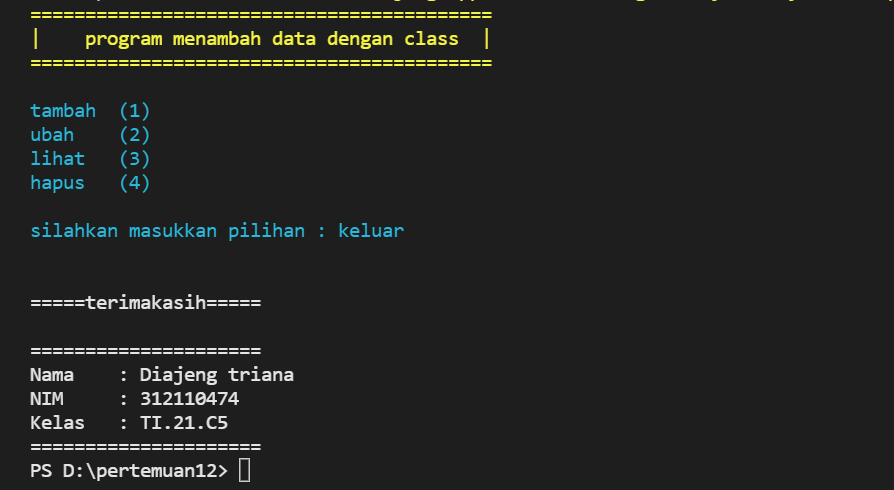 ==========================================
|    program menambah data dengan class  |
==========================================
tambah  (1)
ubah    (2)
lihat   (3)
hapus   (4)
silahkan masukkan pilihan : keluar
=====terimakasih=====
=====================
Nama    : Diajeng triana
NIM     : 312110474
Kelas   : TI.21.C5
=====================
PS D:\pertemuan12>